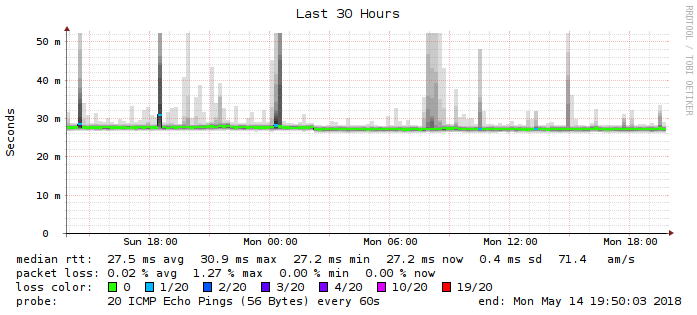 Last 30 Hours
RRDTOOL / TOBI OETIKER
Seconds
50 m
40 m
30 m
20 m
10 m
0
Sun 18:00 Mon 00:00 Mon 06:00 Mon 12:00 Mon 18:00
median rtt: 27.5 ms avg 30.9 ms max 27.2 ms min 27.2 ms now 0.4 ms sd 71.4 am/s
packet loss: 0.02 % avg 1.27 % max 0.00 % min 0.00 % now
loss color: 0 1/20 2/20 3/20 4/20 10/20 19/20
probe: 20 ICMP Echo Pings (56 Bytes) every 60s end: Mon May 14 19:50:03 2018